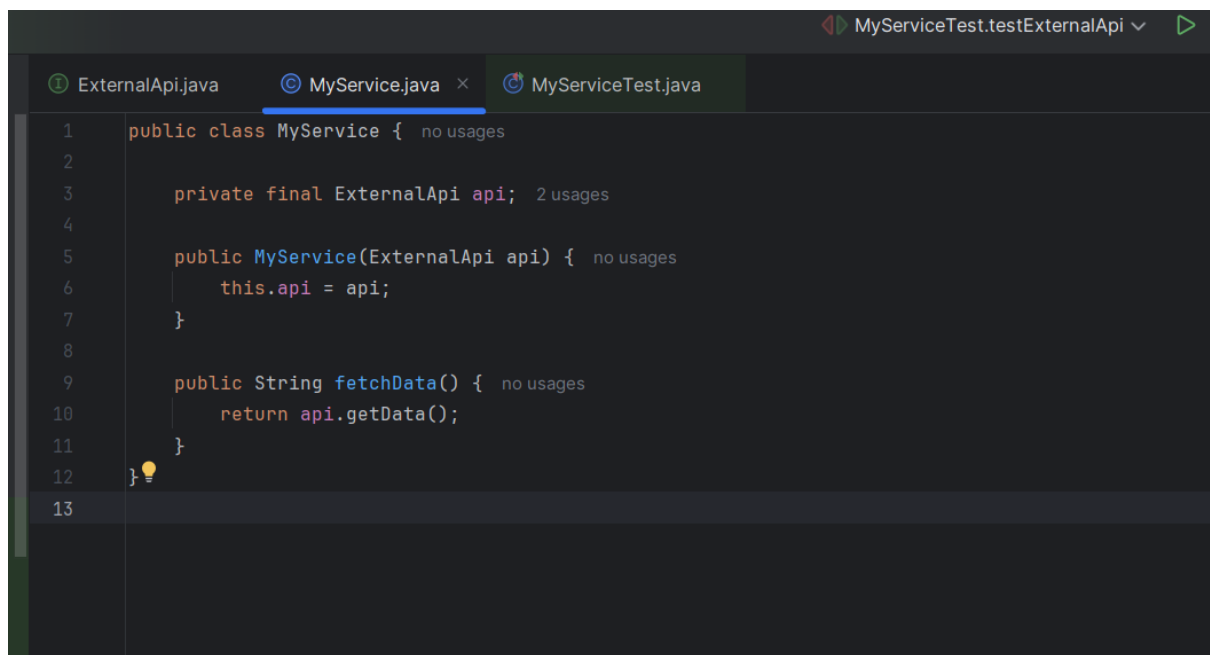 MyServiceTest.testExternalApi
ExternalApi.java MyService.java × MyServiceTest.java
1 public class MyService { no usages
2
3 private final ExternalApi api; 2 usages
4
5 public MyService(ExternalApi api) { no usages
6 this.api = api;
7 }
8
9 public String fetchData() { no usages
10 return api.getData();
11 }
12 }
13